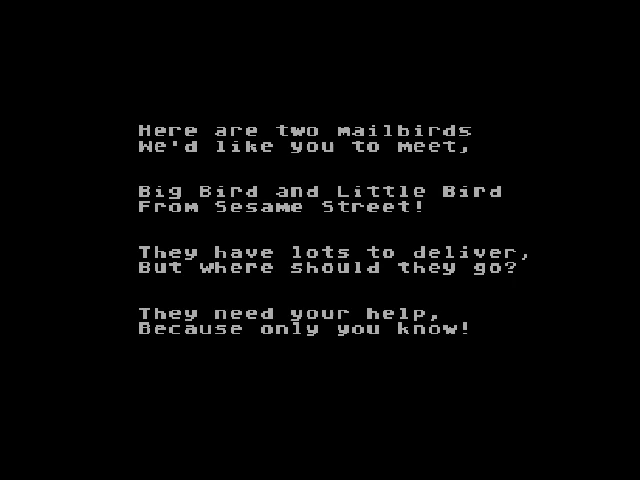 Here are two mailbirds
We'd like you to meet,
Big Bird and Little Bird
From Sesame Street!
They have lots to deliver,
But where should they go?
They need your help,
Because only you know!